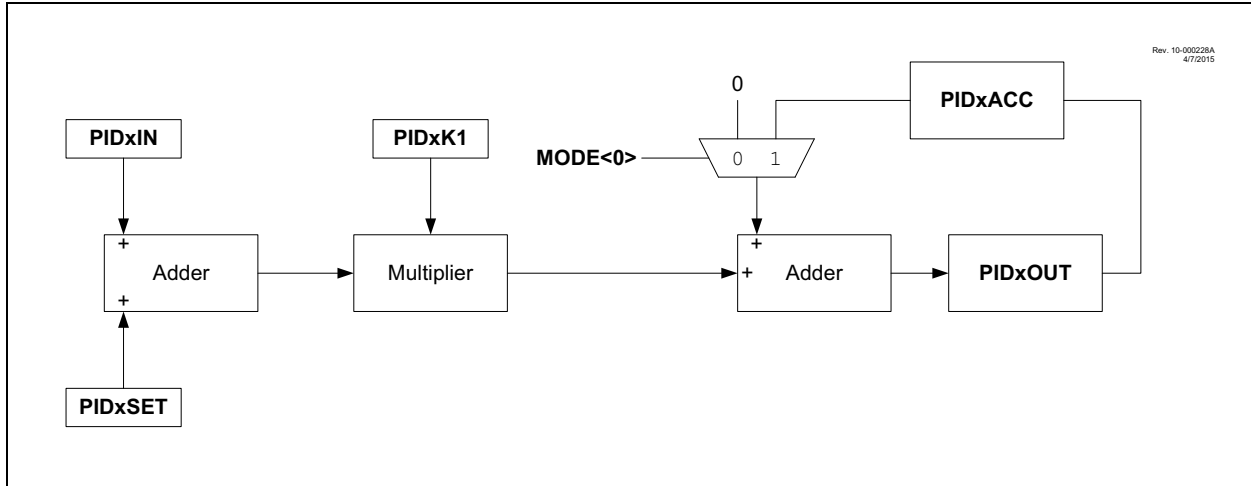 Rev. 10-000228A
4/7/2015
0
PIDxACC
PIDxIN
PIDxK1
MODE<0>
0 1
+
Adder
+
Multiplier
+
+
Adder
PIDxOUT
PIDxSET